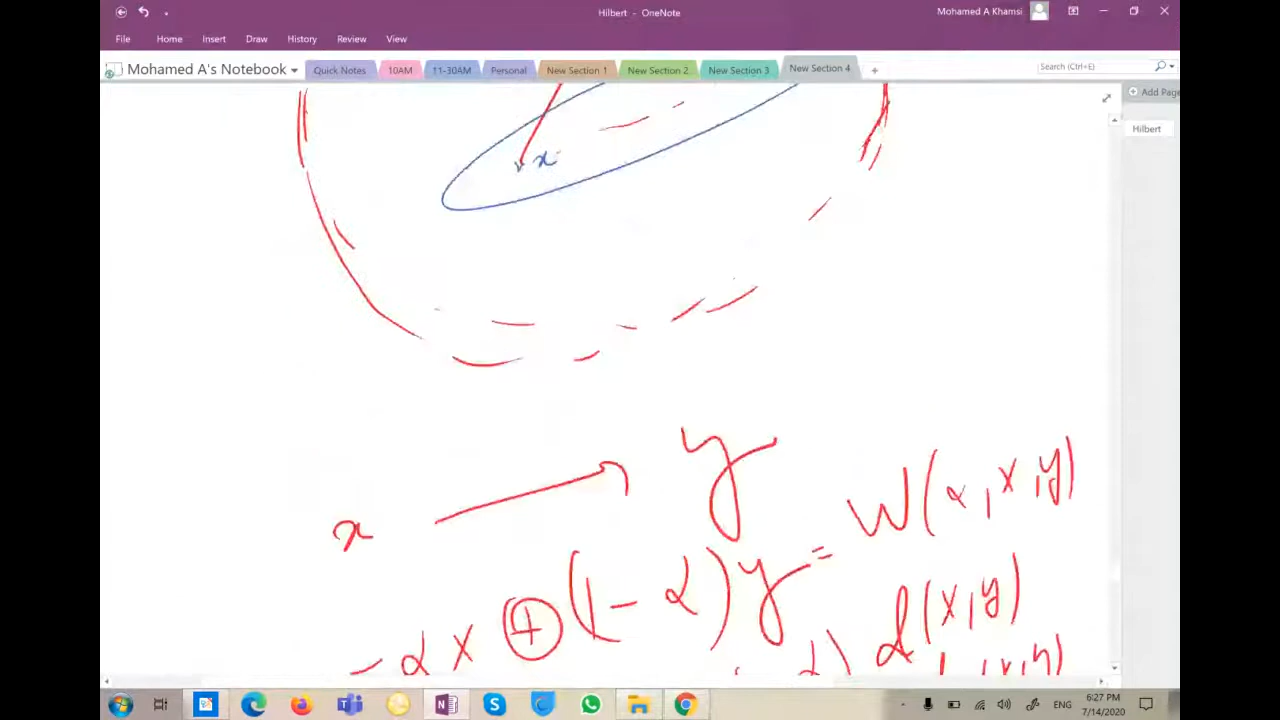 Hilbert - OneNote
Mohamed A Khamsi
File Home Insert Draw History Review View
Mohamed A's Notebook
Quick Notes 10AM 11-30AM Personal New Section 1 New Section 2 New Section 3 New Section 4
Search (Ctrl+E)
Add Page
Hilbert
x
x → y
αx ⊕ (1 - α) y = W(α, x, y)
d(x, y)
ENG
6:27 PM
7/14/2020